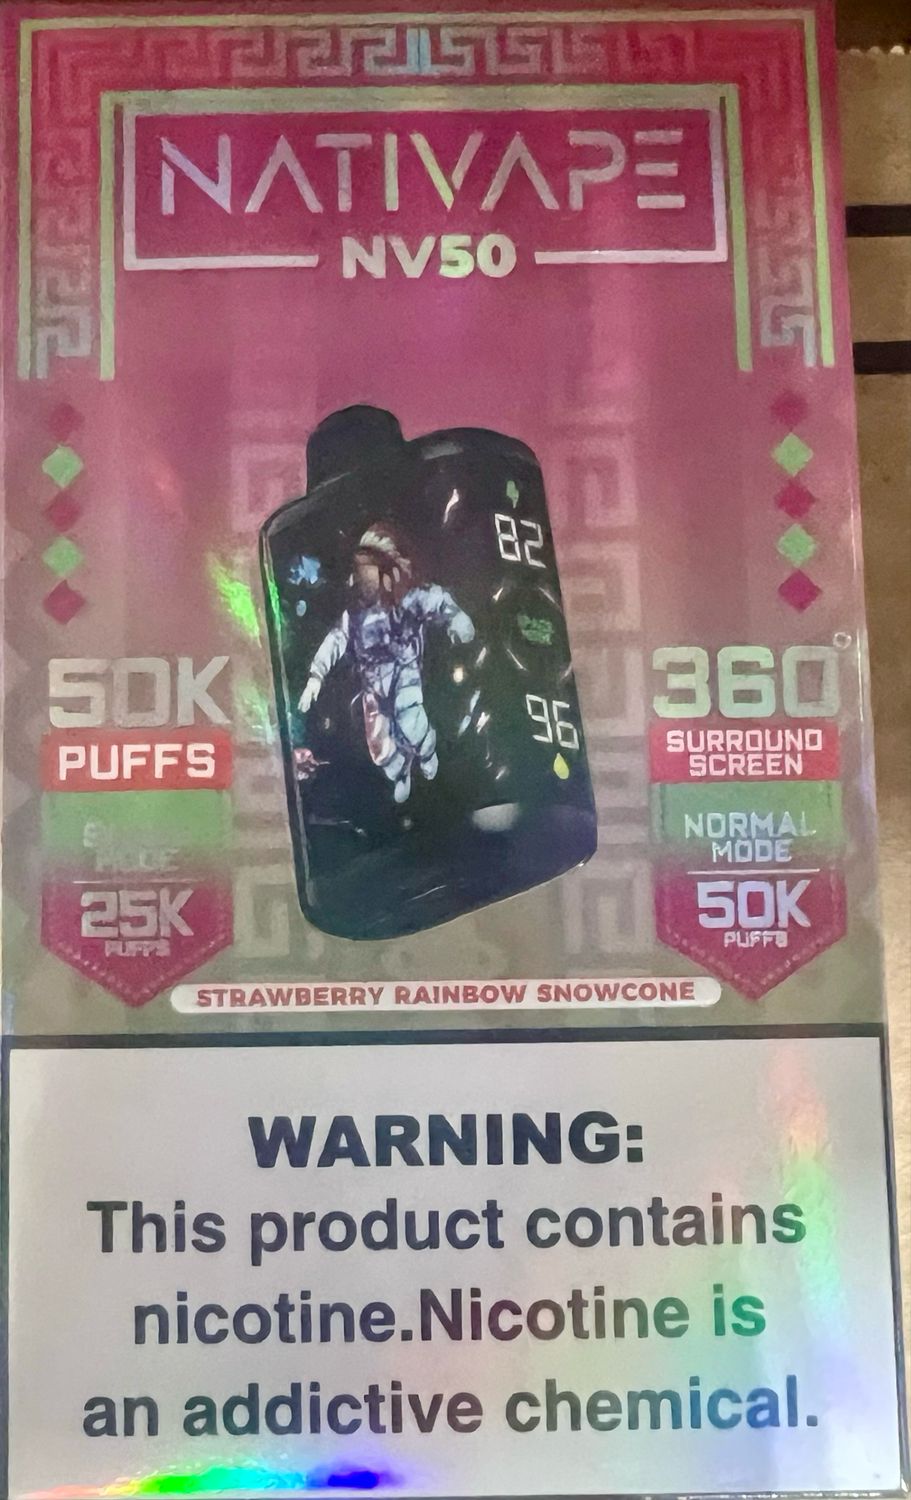 NATIVAPE
NV50
82
96
50K
PUFFS
MODE
25K
PUFFS
360°
SURROUND
SCREEN
NORMAL
MODE
50K
PUFFS
STRAWBERRY RAINBOW SNOWCONE
WARNING:
This product contains
nicotine.Nicotine is
an addictive chemical.